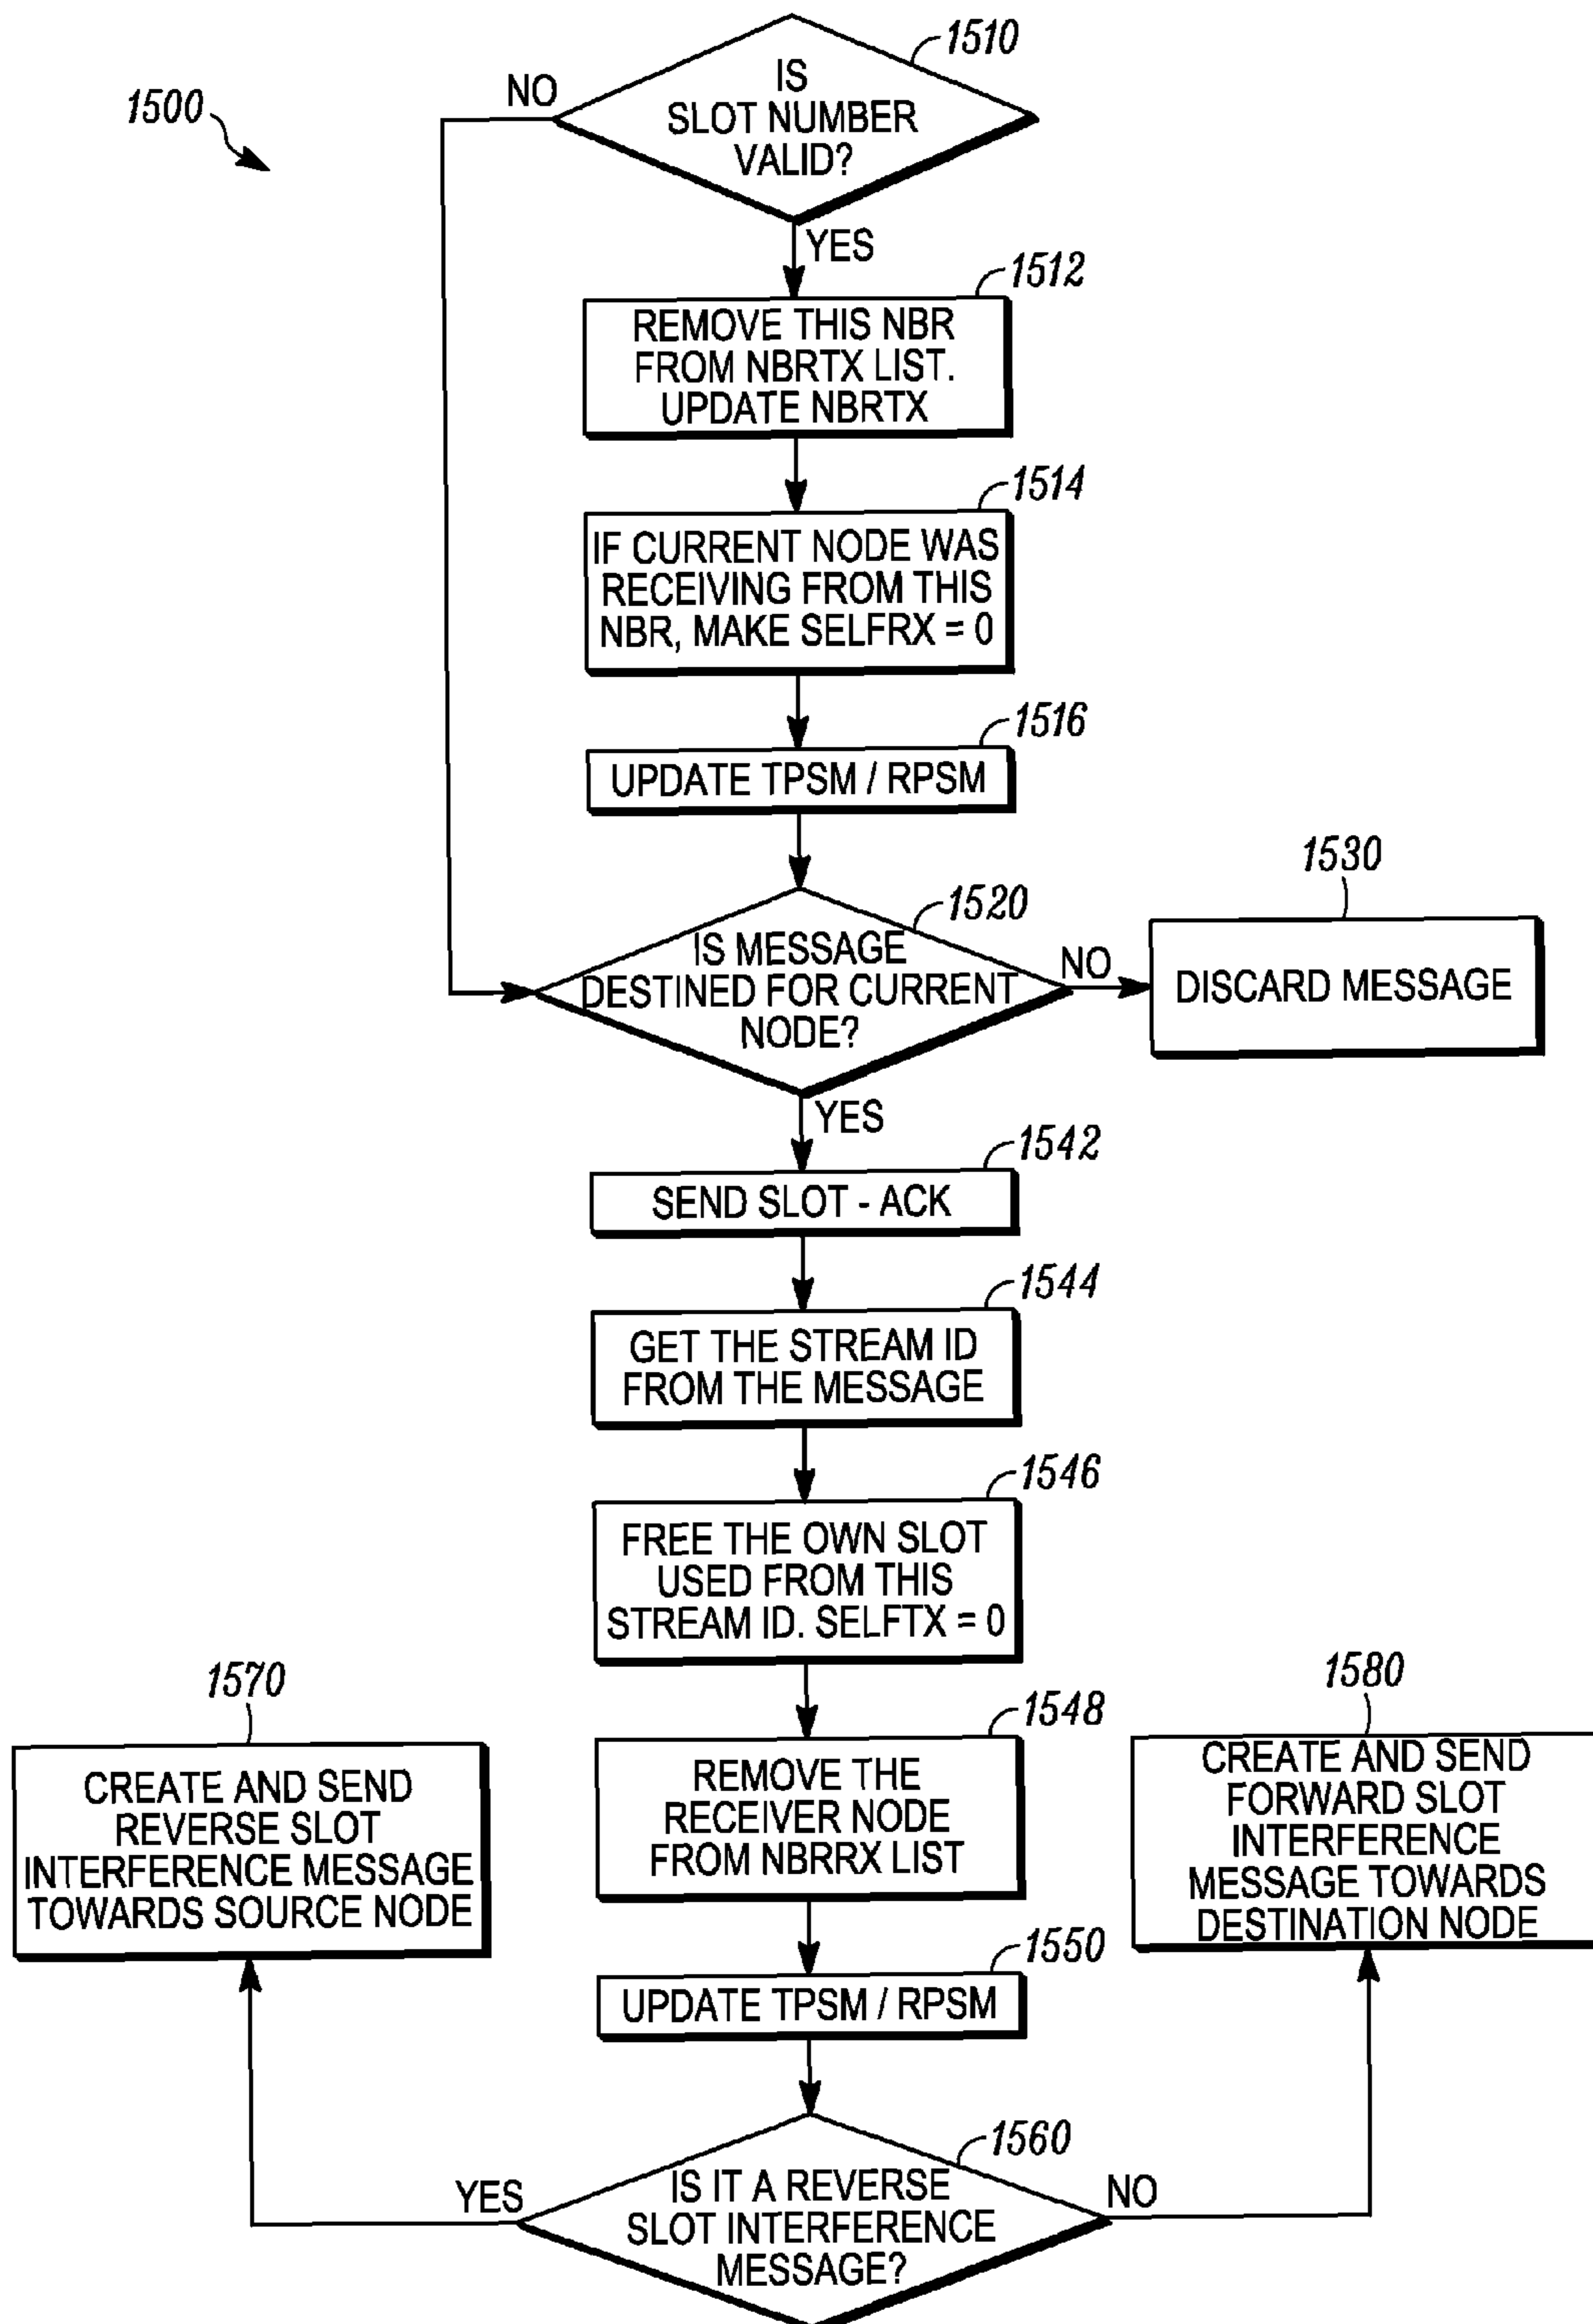 1500
1510
IS
SLOT NUMBER
VALID?
NO
YES
1512
REMOVE THIS NBR
FROM NBRTX LIST.
UPDATE NBRTX
1514
IF CURRENT NODE WAS
RECEIVING FROM THIS
NBR, MAKE SELFRX = 0
1516
UPDATE TPSM / RPSM
1520
IS MESSAGE
DESTINED FOR CURRENT
NODE?
NO
1530
DISCARD MESSAGE
YES
1542
SEND SLOT - ACK
1544
GET THE STREAM ID
FROM THE MESSAGE
1546
FREE THE OWN SLOT
USED FROM THIS
STREAM ID. SELFTX = 0
1548
REMOVE THE
RECEIVER NODE
FROM NBRRX LIST
1550
UPDATE TPSM / RPSM
1560
IS IT A REVERSE
SLOT INTERFERENCE
MESSAGE?
YES
1570
CREATE AND SEND
REVERSE SLOT
INTERFERENCE MESSAGE
TOWARDS SOURCE NODE
NO
1580
CREATE AND SEND
FORWARD SLOT
INTERFERENCE
MESSAGE TOWARDS
DESTINATION NODE